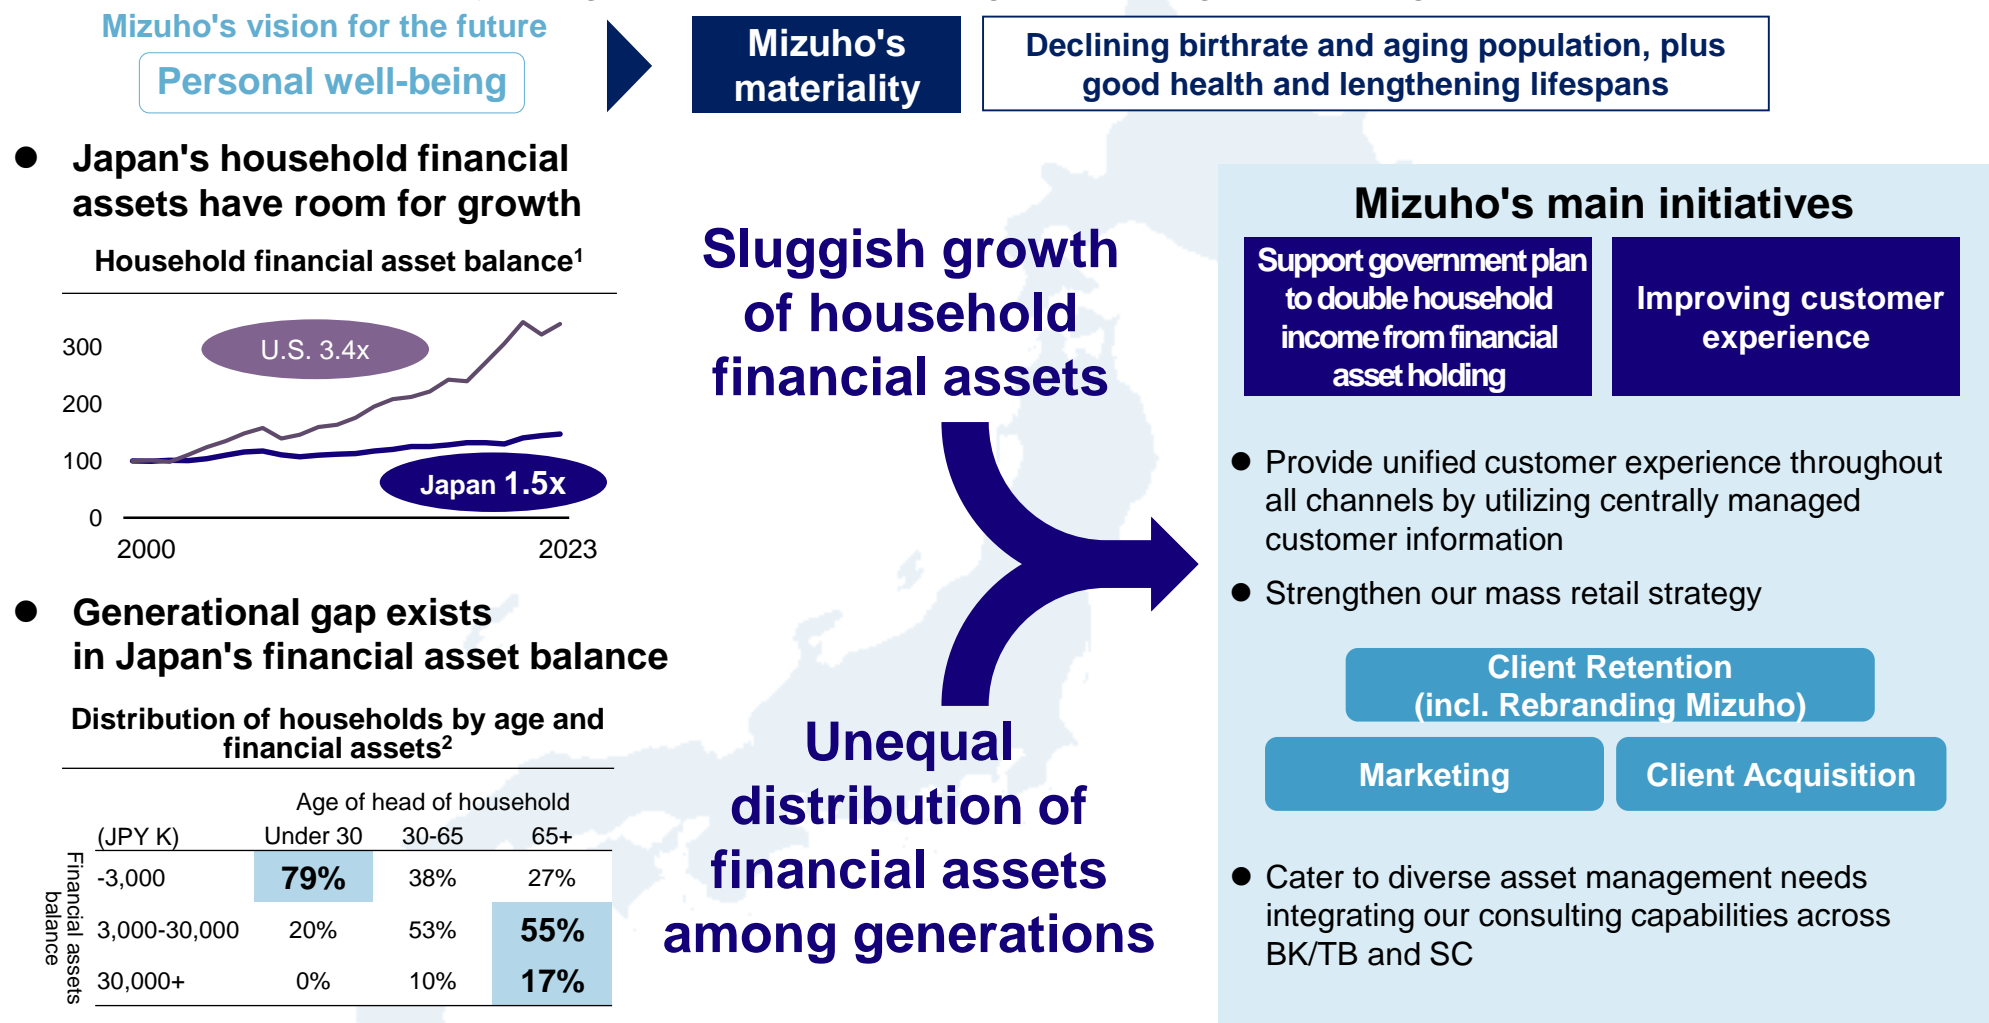 Mizuho's vision for the future
Personal well-being
Mizuho's
materiality
Declining birthrate and aging population, plus
good health and lengthening lifespans
● Japan's household financial
assets have room for growth
Household financial asset balance1
300
200
100
0
U.S. 3.4x
Japan 1.5x
2000 2023
● Generational gap exists
in Japan's financial asset balance
Distribution of households by age and
financial assets2
Age of head of household
(JPY K) Under 30 30-65 65+
Financial assets
balance
-3,000 79% 38% 27%
3,000-30,000 20% 53% 55%
30,000+ 0% 10% 17%
Sluggish growth
of household
financial assets
Unequal
distribution of
financial assets
among generations
Mizuho's main initiatives
Support government plan
to double household
income from financial
asset holding
Improving customer
experience
● Provide unified customer experience throughout
all channels by utilizing centrally managed
customer information
● Strengthen our mass retail strategy
Client Retention
(incl. Rebranding Mizuho)
Marketing
Client Acquisition
● Cater to diverse asset management needs
integrating our consulting capabilities across
BK/TB and SC